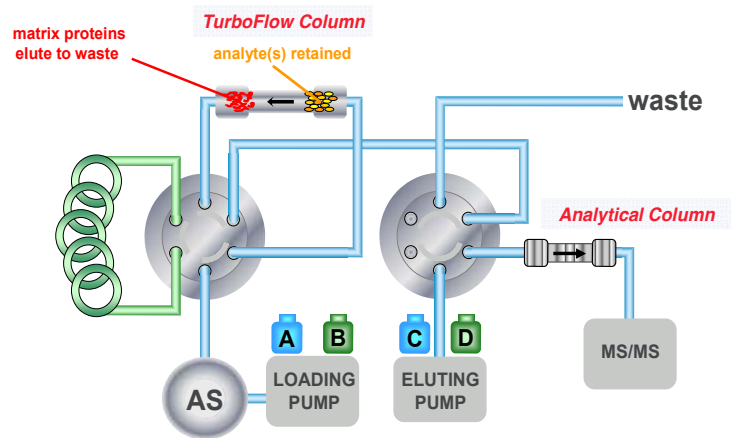 TurboFlow Column
matrix proteins
elute to waste
analyte(s) retained
waste
Analytical Column
A
B
C
D
AS
LOADING
PUMP
ELUTING
PUMP
MS/MS